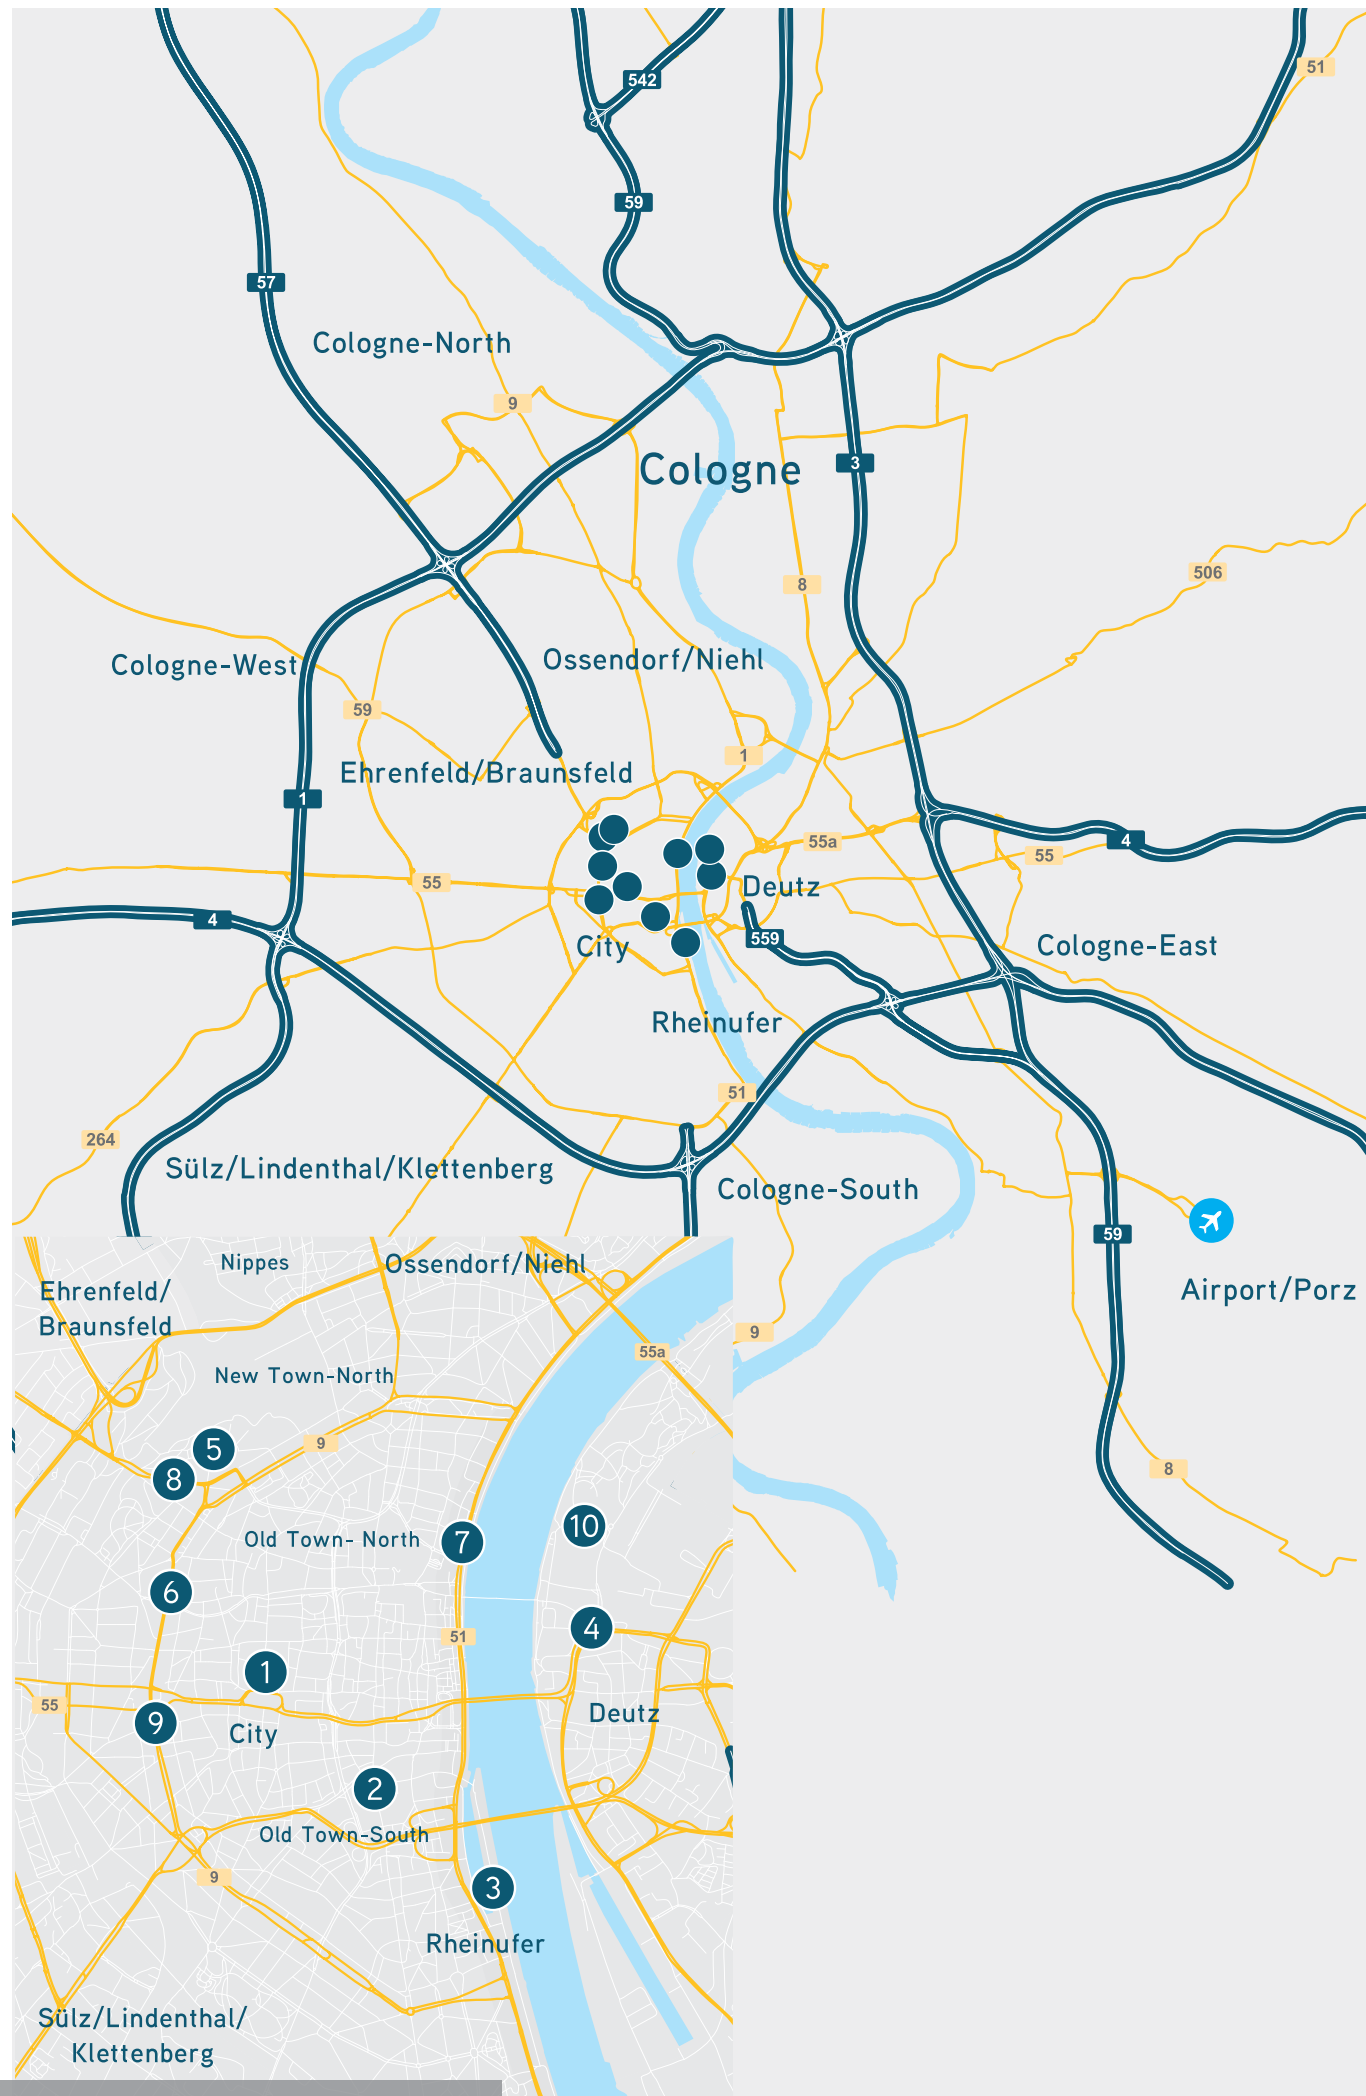 51
542
59
57
Cologne-North
9
Cologne
3
506
8
Cologne-West
Ossendorf/Niehl
59
1
Ehrenfeld/Braunsfeld
1
55a
4
55
55
Deutz
4
559
City
Cologne-East
Rheinufer
51
264
Sülz/Lindenthal/Klettenberg
Cologne-South
59
Airport/Porz
9
8
Nippes
Ossendorf/Niehl
Ehrenfeld/
Braunsfeld
55a
New Town-North
9
5
8
10
Old Town- North
7
6
4
51
1
55
Deutz
9
City
2
Old Town-South
9
3
Rheinufer
Sülz/Lindenthal/
Klettenberg